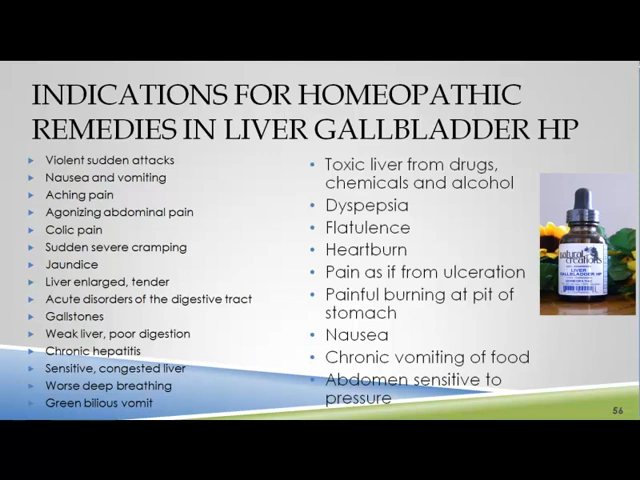 INDICATIONS FOR HOMEOPATHIC
REMEDIES IN LIVER GALLBLADDER HP
Violent sudden attacks
Nausea and vomiting
Aching pain
Agonizing abdominal pain
Colic pain
Sudden severe cramping
Jaundice
Liver enlarged, tender
Acute disorders of the digestive tract
Gallstones
Weak liver, poor digestion
Chronic hepatitis
Sensitive, congested liver
Worse deep breathing
Green bilious vomit
Toxic liver from drugs,
chemicals and alcohol
Dyspepsia
Flatulence
Heartburn
Pain as if from ulceration
Painful burning at pit of
stomach
Nausea
Chronic vomiting of food
Abdomen sensitive to
pressure
natural
creations
LIVER
GALLBLADDER HP
56